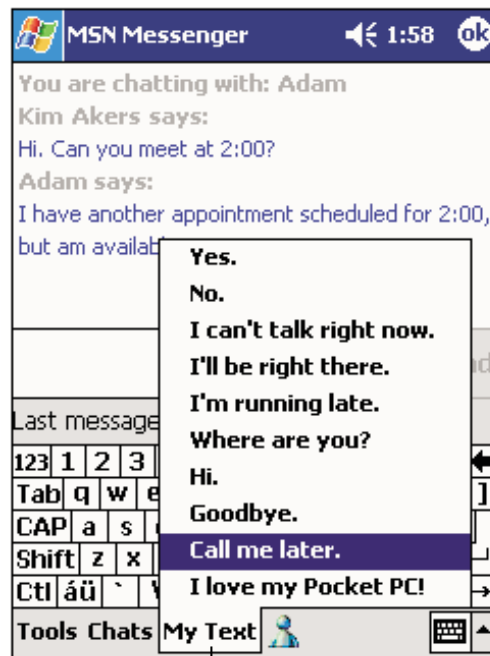 MSN Messenger 1:58 ok
You are chatting with: Adam
Kim Akers says:
Hi. Can you meet at 2:00?
Adam says:
I have another appointment scheduled for 2:00,
but am
Yes.
No.
I can't talk right now.
I'll be right there.
I'm running late.
Where are you?
Hi.
Goodbye.
Call me later.
I love my Pocket PC!
Last message
123 1 2 3
Tab q w e ]
CAP a s
Shift z x
Ctl áü `
Tools Chats My Text